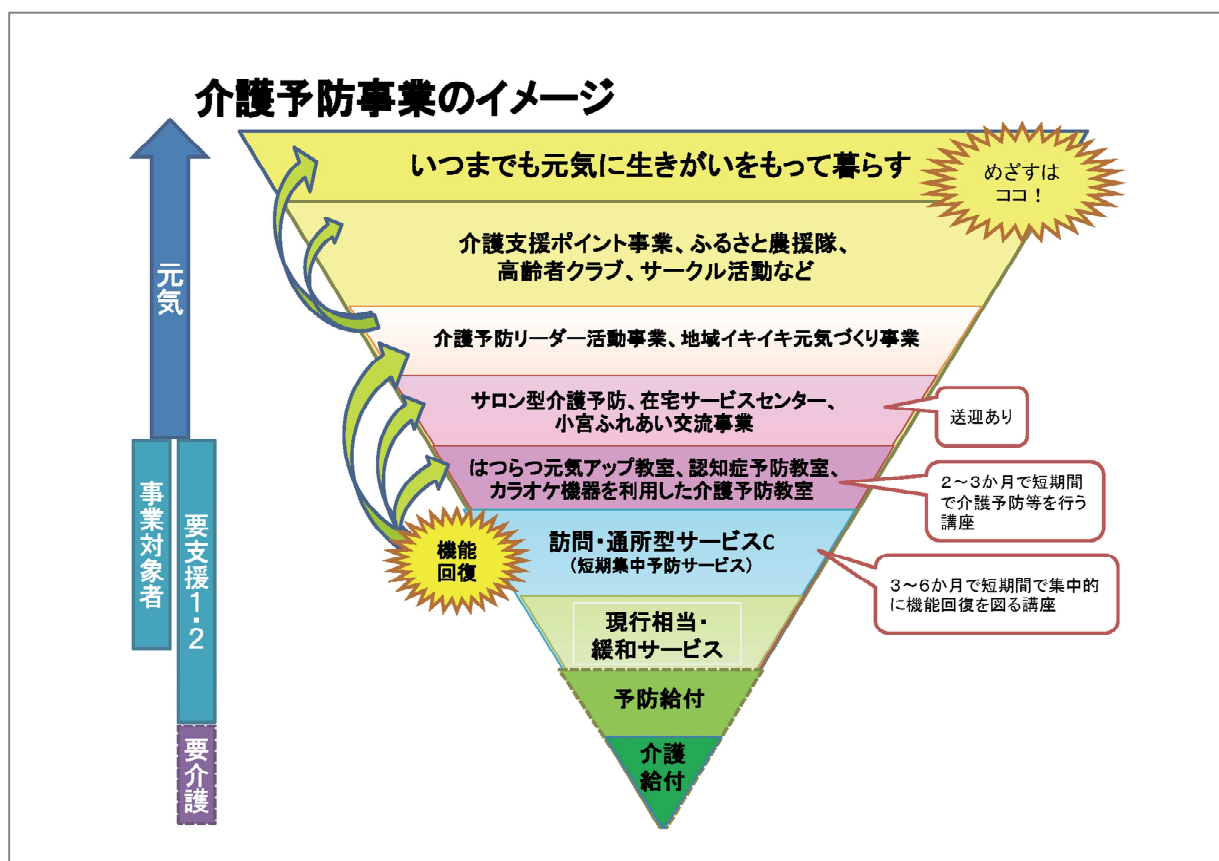 介護予防事業のイメージ
いつまでも元気に生きがいをもって暮らす
めざすは
ココ！
介護支援ポイント事業、ふるさと農援隊、
高齢者クラブ、サークル活動など
介護予防リーダー活動事業、地域イキイキ元気づくり事業
サロン型介護予防、在宅サービスセンター、
小宮ふれあい交流事業
送迎あり
はつらつ元気アップ教室、認知症予防教室、
カラオケ機器を利用した介護予防教室
２～３か月で短期間
で介護予防等を行う
講座
機能
回復
訪問・通所型サービスC
（短期集中予防サービス）
３～６か月で短期間で集中的
に機能回復を図る講座
現行相当・
緩和サービス
予防給付
介護
給付
元気
事業対象者
要支援１・２
要介護